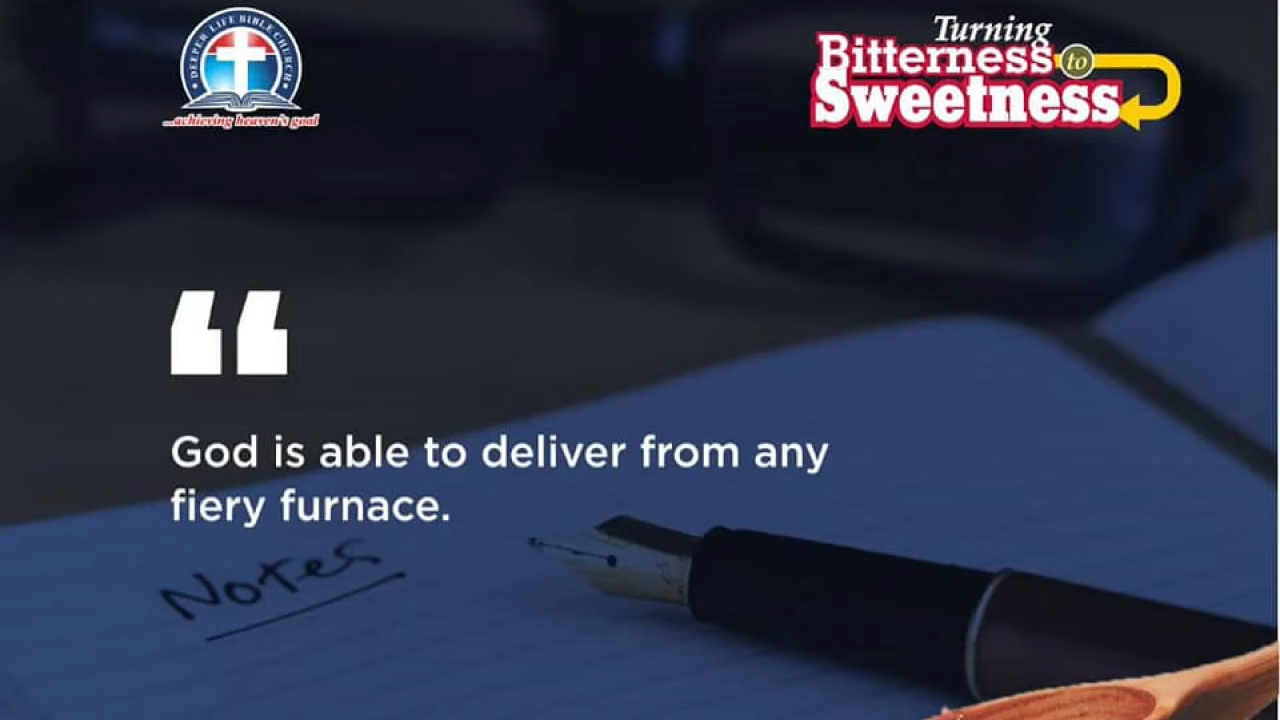 DEEPER LIFE BIBLE CHURCH
...achieving heaven's goal
Turning
Bitterness to
Sweetness
“
God is able to deliver from any
fiery furnace.
Notes